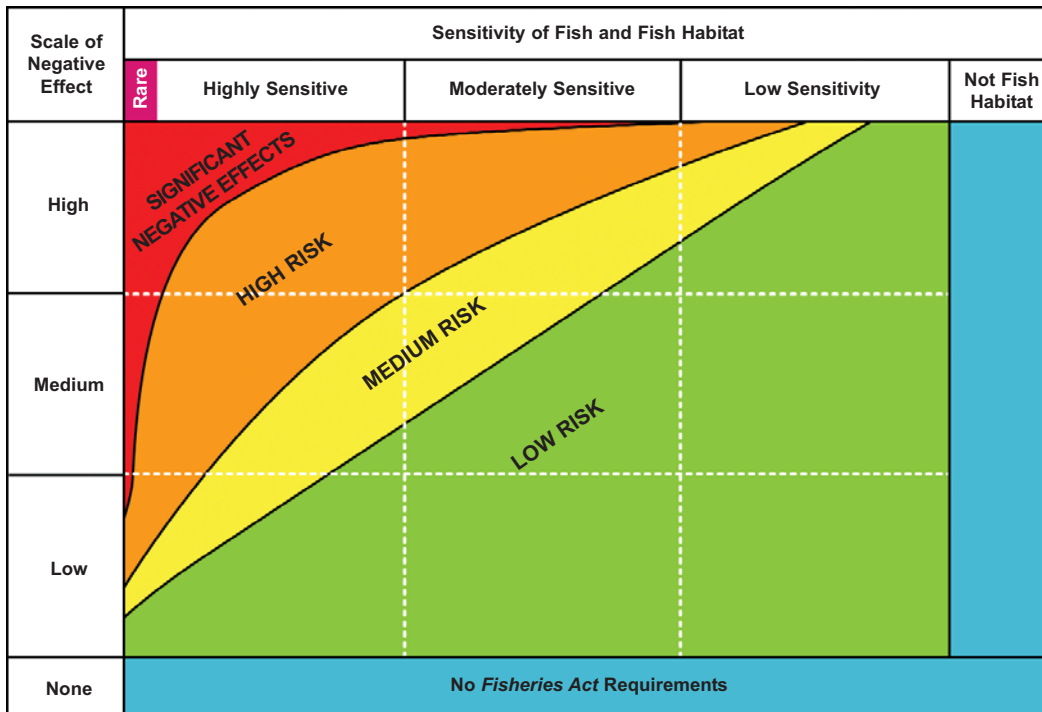 Scale of
Negative
Effect
Sensitivity of Fish and Fish Habitat
Rare
Highly Sensitive
Moderately Sensitive
Low Sensitivity
Not Fish
Habitat
High
SIGNIFICANT
NEGATIVE EFFECTS
HIGH RISK
Medium
MEDIUM RISK
LOW RISK
Low
None
No Fisheries Act Requirements